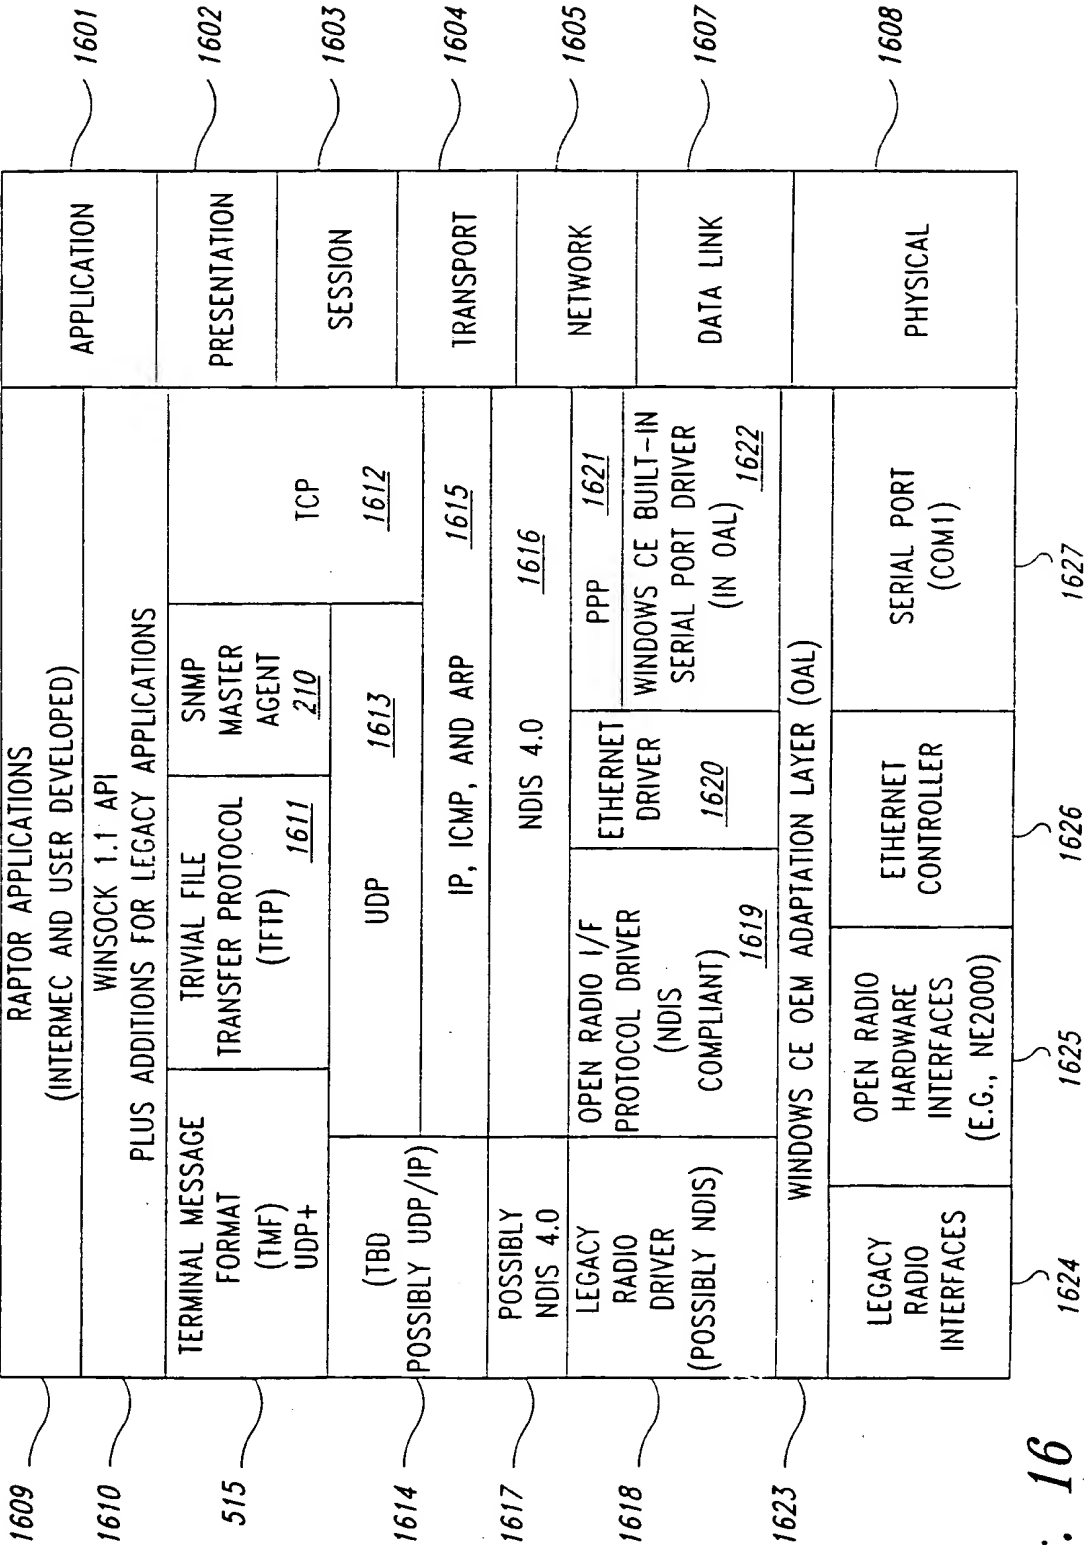 1609
RAPTOR APPLICATIONS
(INTERMEC AND USER DEVELOPED)
APPLICATION
1601
1610
WINSOCK 1.1 API
PLUS ADDITIONS FOR LEGACY APPLICATIONS
515
TERMINAL MESSAGE
FORMAT
(TMF)
UDP+
TRIVIAL FILE
TRANSFER PROTOCOL
(TFTP)
1611
SNMP
MASTER
AGENT
210
TCP
1612
PRESENTATION
1602
SESSION
1603
1614
(TBD
POSSIBLY UDP/IP)
UDP
1613
IP, ICMP, AND ARP
1615
TRANSPORT
1604
1617
POSSIBLY
NDIS 4.0
NDIS 4.0
1616
NETWORK
1605
1618
LEGACY
RADIO
DRIVER
(POSSIBLY NDIS)
OPEN RADIO I/F
PROTOCOL DRIVER
(NDIS
COMPLIANT)
1619
ETHERNET
DRIVER
1620
PPP
1621
WINDOWS CE BUILT-IN
SERIAL PORT DRIVER
(IN OAL)
1622
DATA LINK
1607
1623
WINDOWS CE OEM ADAPTATION LAYER (OAL)
LEGACY
RADIO
INTERFACES
OPEN RADIO
HARDWARE
INTERFACES
(E.G., NE2000)
ETHERNET
CONTROLLER
SERIAL PORT
(COM1)
PHYSICAL
1608
1624
1625
1626
1627
. 16